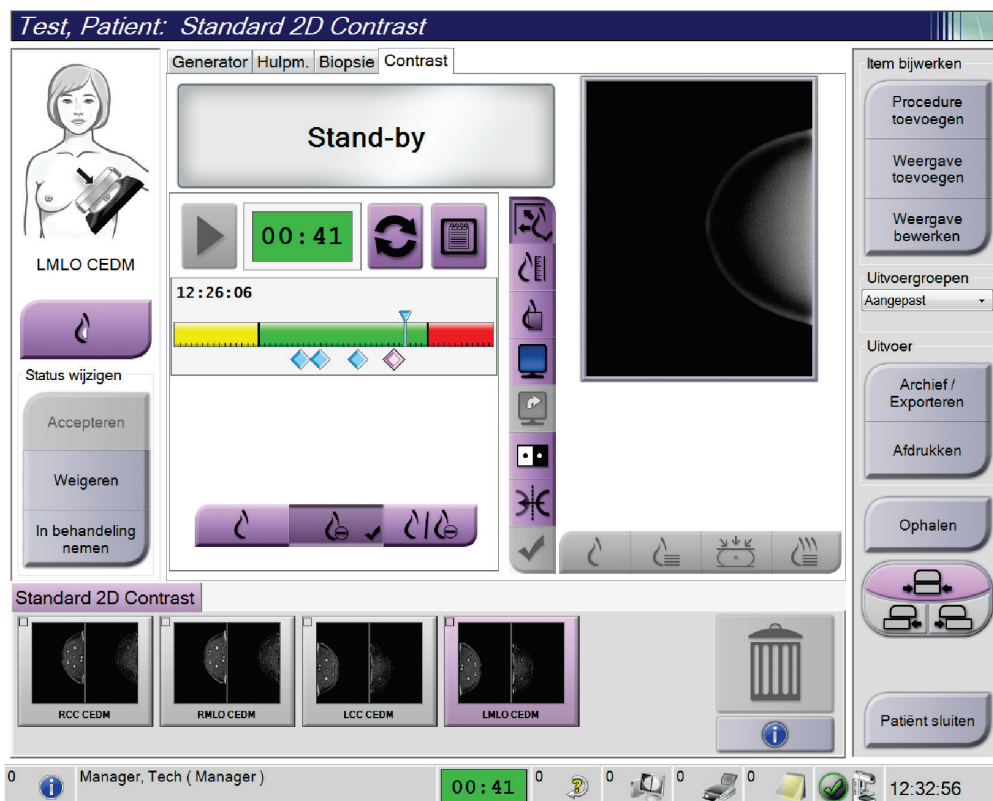 Test, Patient: Standard 2D Contrast
LMLO CEDM
Status wijzigen
Accepteren
Weigeren
In behandeling
nemen
Generator Hulpm. Biopsie Contrast
Stand-by
00:41
12:26:06
Item bijwerken
Procedure
toevoegen
Weergave
toevoegen
Weergave
bewerken
Uitvoergroepen
Aangepast
Uitvoer
Archief /
Exporteren
Afdrukken
Ophalen
Patiënt sluiten
Standard 2D Contrast
RCC CEDM
RMLO CEDM
LCC CEDM
LMLO CEDM
0 Manager, Tech ( Manager ) 00:41 0 0 0 0 12:32:56